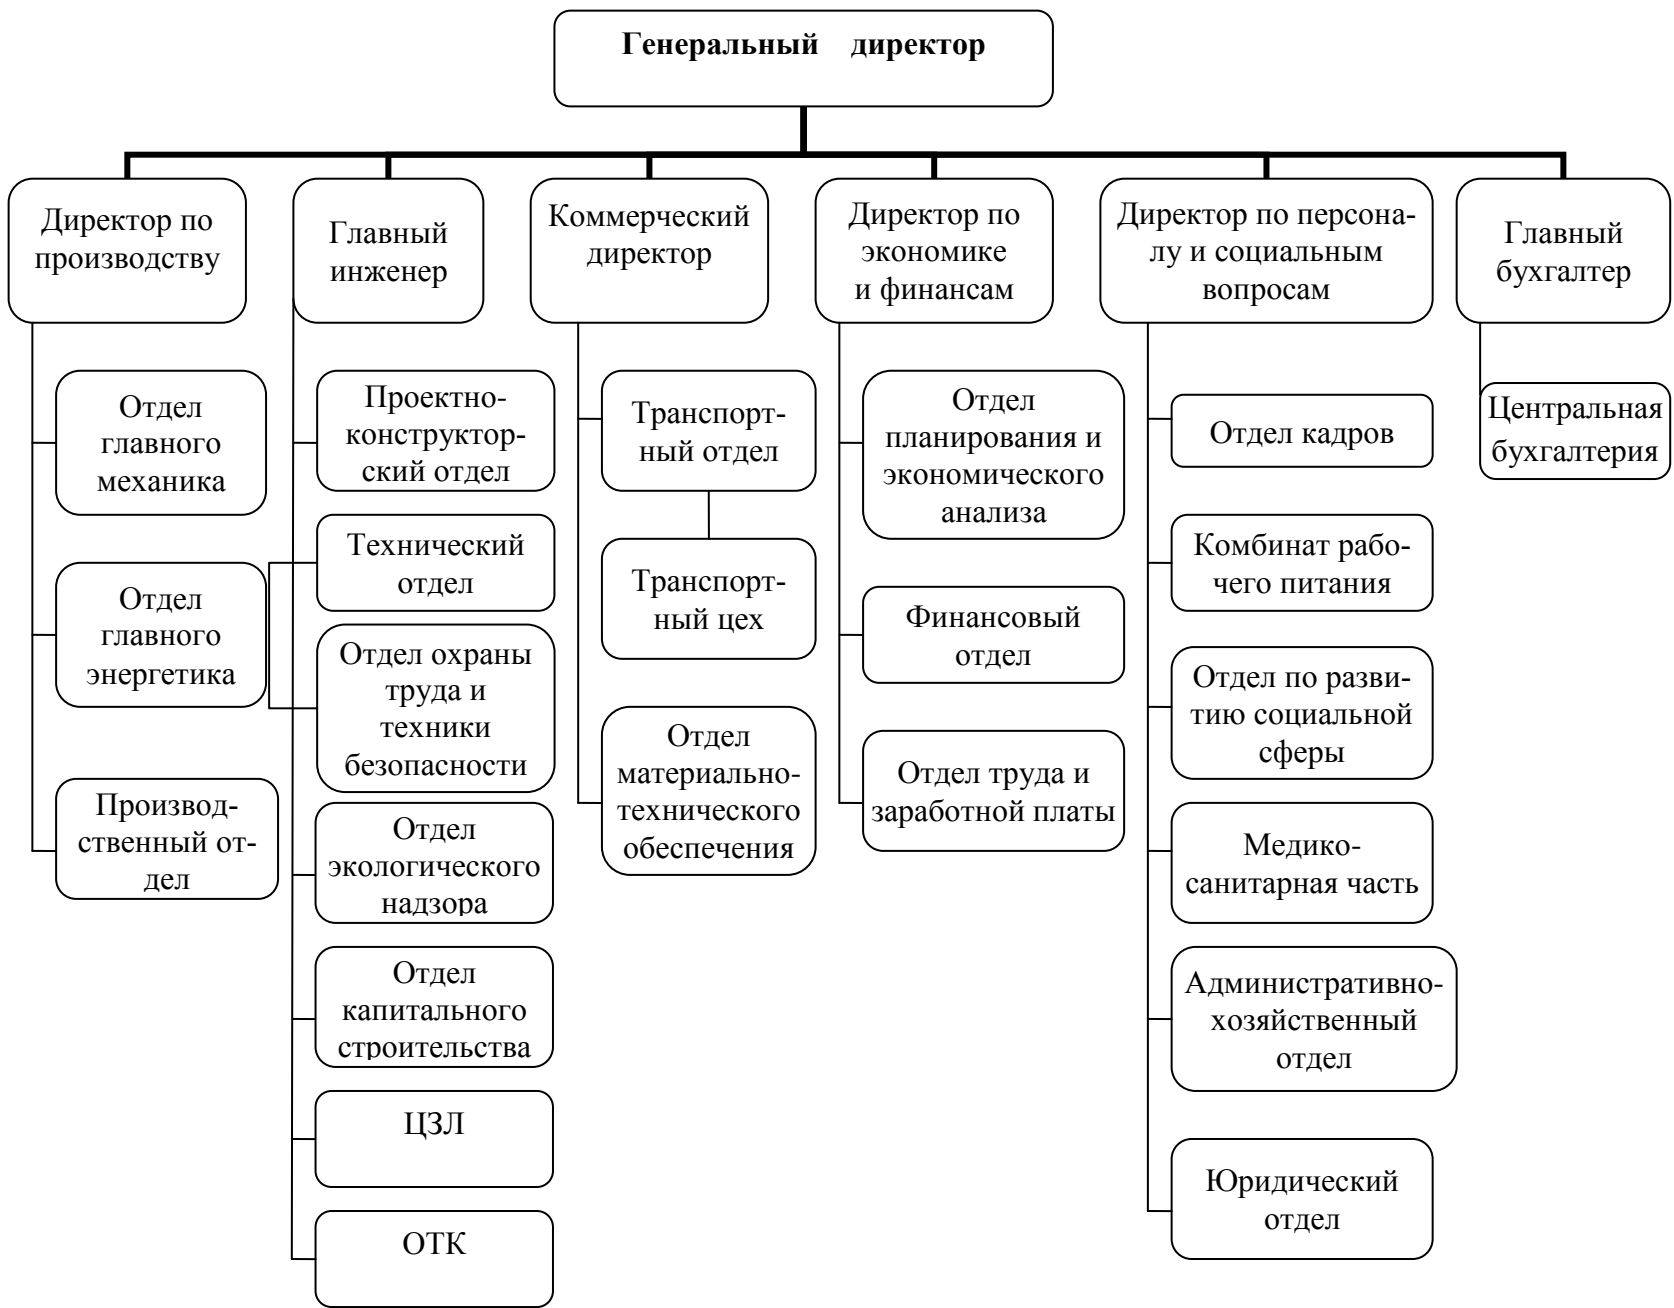 Генеральный директор
Директор по
производству
Главный
инженер
Коммерческий
директор
Директор по
экономике
и финансам
Директор по персона-
лу и социальным
вопросам
Главный
бухгалтер
Отдел
главного
механика
Отдел
главного
энергетика
Производ-
ственный от-
дел
Проектно-
конструктор-
ский отдел
Технический
отдел
Отдел охраны
труда и
техники
безопасности
Отдел
экологического
надзора
Отдел
капитального
строительства
ЦЗЛ
ОТК
Транспорт-
ный отдел
Транспорт-
ный цех
Отдел
материально-
технического
обеспечения
Отдел
планирования и
экономического
анализа
Финансовый
отдел
Отдел труда и
заработной платы
Отдел кадров
Комбинат рабо-
чего питания
Отдел по разви-
тию социальной
сферы
Медико-
санитарная часть
Административно-
хозяйственный
отдел
Юридический
отдел
Центральная
бухгалтерия